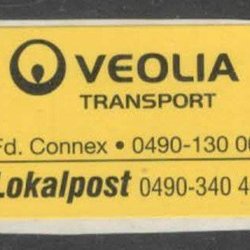 VEOLIA
TRANSPORT
Fd. Connex • 0490-130 00
Lokalpost 0490-340 4